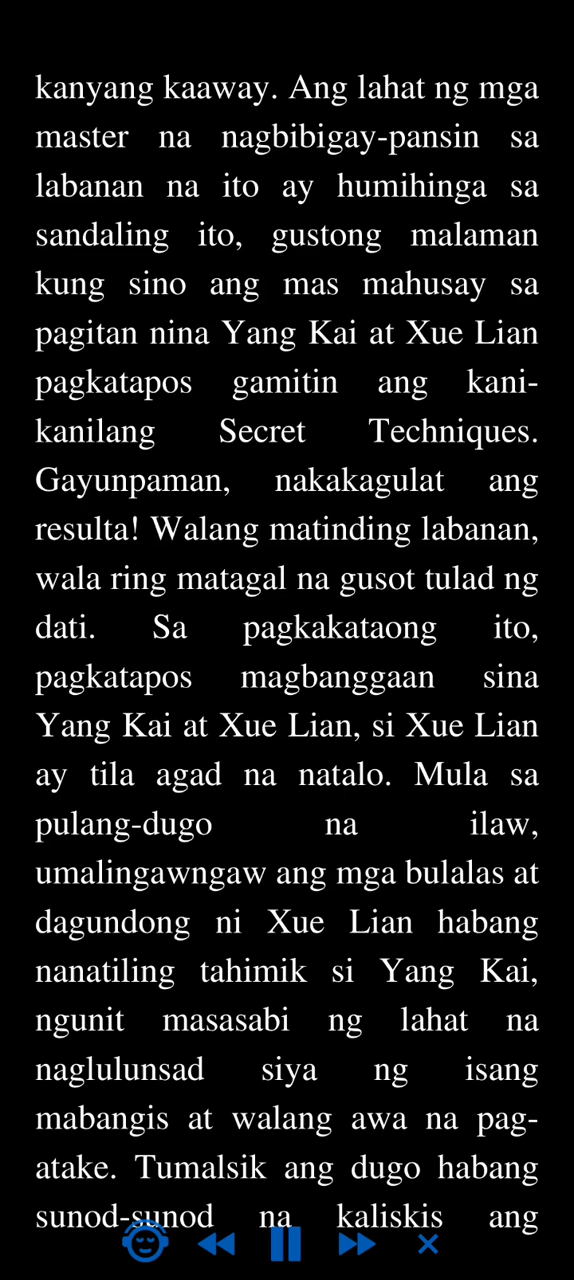 kanyang kaaway. Ang lahat ng mga
master na nagbibigay-pansin sa
labanan na ito ay humihinga sa
sandaling ito, gustong malaman
kung sino ang mas mahusay sa
pagitan nina Yang Kai at Xue Lian
pagkatapos gamitin ang kani-
kanilang Secret Techniques.
Gayunpaman, nakakagulat ang
resulta! Walang matinding labanan,
wala ring matagal na gusot tulad ng
dati. Sa pagkakataong ito,
pagkatapos magbanggaan sina
Yang Kai at Xue Lian, si Xue Lian
ay tila agad na natalo. Mula sa
pulang-dugo na ilaw,
umalingawngaw ang mga bulalas at
dagundong ni Xue Lian habang
nanatiling tahimik si Yang Kai,
ngunit masasabi ng lahat na
naglulunsad siya ng isang
mabangis at walang awa na pag-
atake. Tumalsik ang dugo habang
sunod-sunod na kaliskis ang